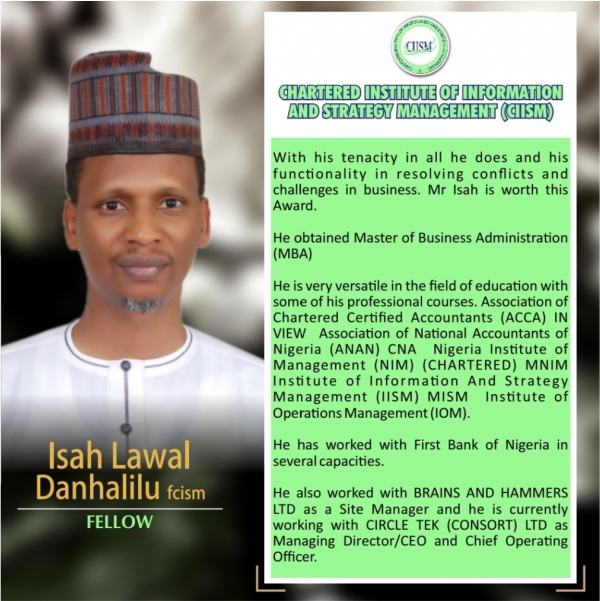 CIISM
CHARTERED INSTITUTE OF INFORMATION
AND STRATEGY MANAGEMENT (CIISM)
With his tenacity in all he does and his
functionality in resolving conflicts and
challenges in business. Mr Isah is worth this
Award.
He obtained Master of Business Administration
(MBA)
He is very versatile in the field of education with
some of his professional courses. Association of
Chartered Certified Accountants (ACCA) IN
VIEW Association of National Accountants of
Nigeria (ANAN) CNA Nigeria Institute of
Management (NIM) (CHARTERED) MNIM
Institute of Information And Strategy
Management (IISM) MISM Institute of
Operations Management (IOM).
He has worked with First Bank of Nigeria in
several capacities.
He also worked with BRAINS AND HAMMERS
LTD as a Site Manager and he is currently
working with CIRCLE TEK (CONSORT) LTD as
Managing Director/CEO and Chief Operating
Officer.
Isah Lawal
Danhalilu fcism
FELLOW